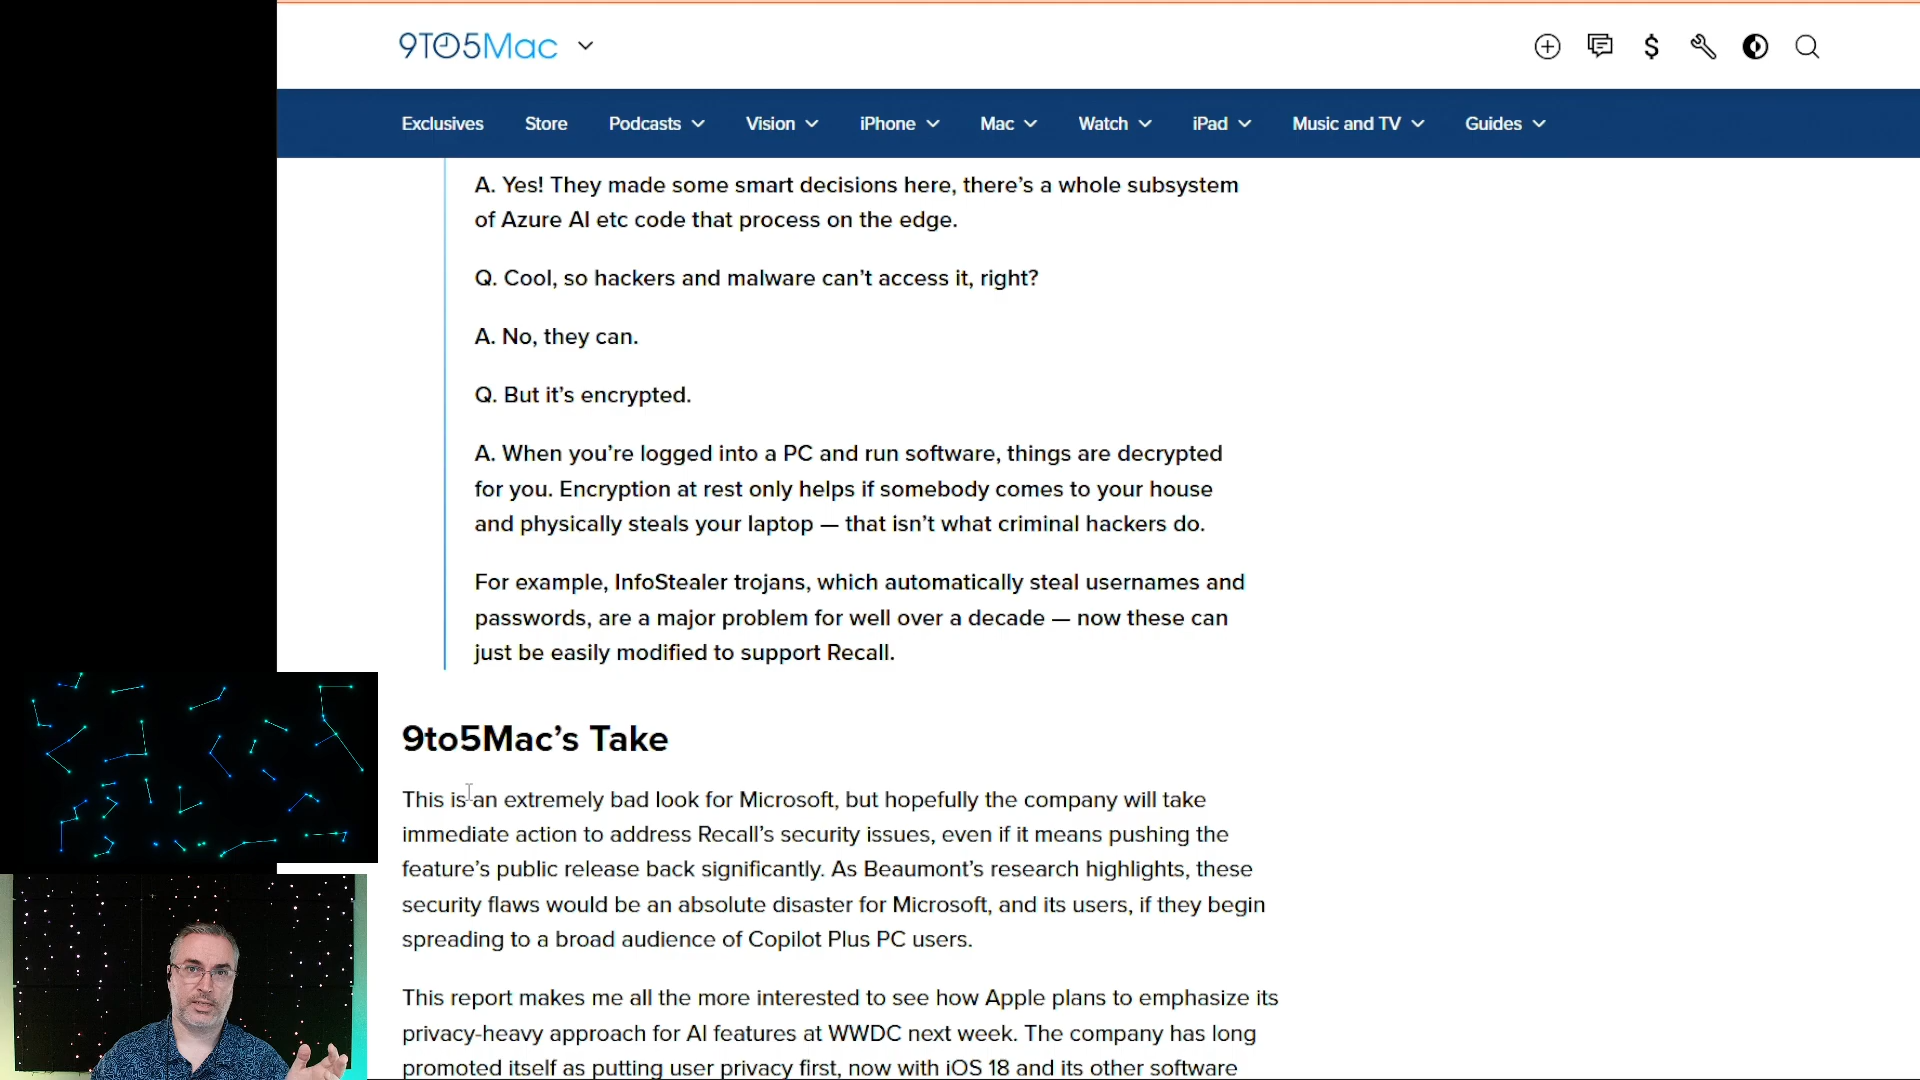 9TO5Mac
Exclusives Store Podcasts Vision iPhone Mac Watch iPad Music and TV Guides
A. Yes! They made some smart decisions here, there’s a whole subsystem
of Azure AI etc code that process on the edge.
Q. Cool, so hackers and malware can’t access it, right?
A. No, they can.
Q. But it’s encrypted.
A. When you’re logged into a PC and run software, things are decrypted
for you. Encryption at rest only helps if somebody comes to your house
and physically steals your laptop — that isn’t what criminal hackers do.
For example, InfoStealer trojans, which automatically steal usernames and
passwords, are a major problem for well over a decade — now these can
just be easily modified to support Recall.
9to5Mac’s Take
This is an extremely bad look for Microsoft, but hopefully the company will take
immediate action to address Recall’s security issues, even if it means pushing the
feature’s public release back significantly. As Beaumont’s research highlights, these
security flaws would be an absolute disaster for Microsoft, and its users, if they begin
spreading to a broad audience of Copilot Plus PC users.
This report makes me all the more interested to see how Apple plans to emphasize its
privacy-heavy approach for AI features at WWDC next week. The company has long
promoted itself as putting user privacy first, now with iOS 18 and its other software